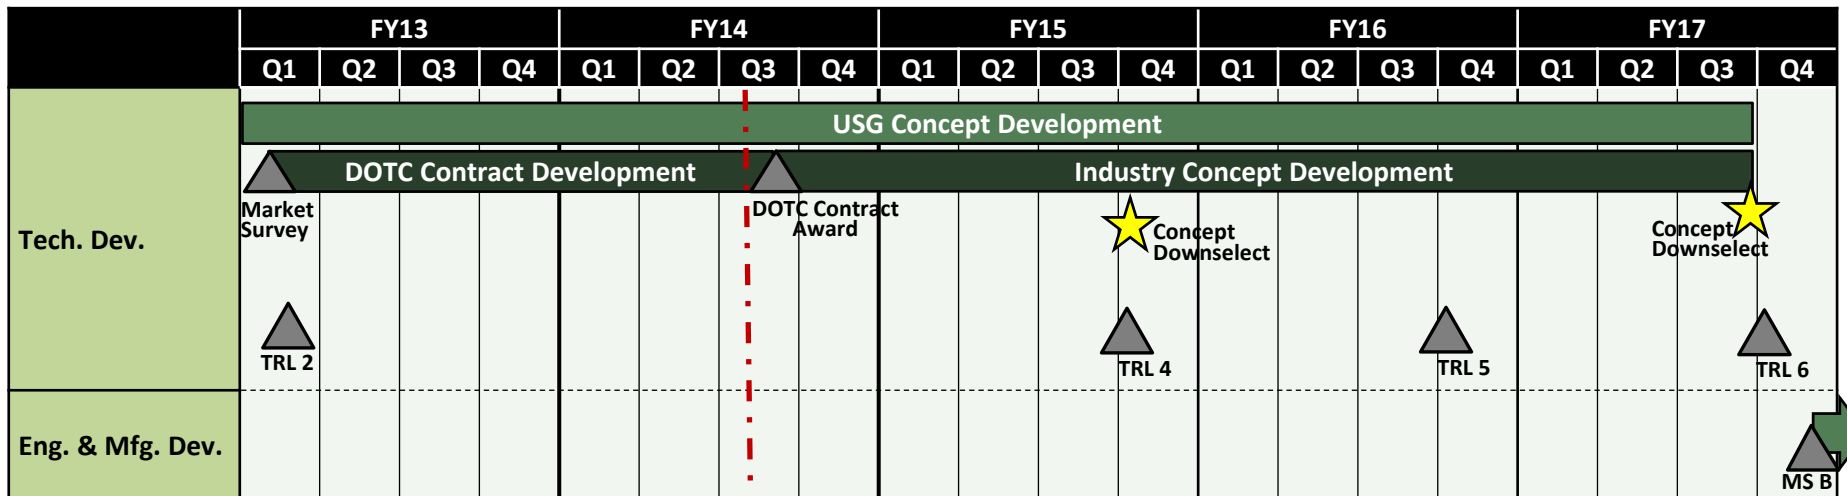 FY13 FY14 FY15 FY16 FY17
Q1 Q2 Q3 Q4 Q1 Q2 Q3 Q4 Q1 Q2 Q3 Q4 Q1 Q2 Q3 Q4 Q1 Q2 Q3 Q4
USG Concept Development
DOTC Contract Development
Industry Concept Development
Market
Survey
DOTC Contract
Award
Concept
Downselect
Concept
Downselect
Tech. Dev.
TRL 2
TRL 4
TRL 5
TRL 6
Eng. & Mfg. Dev.
MS B